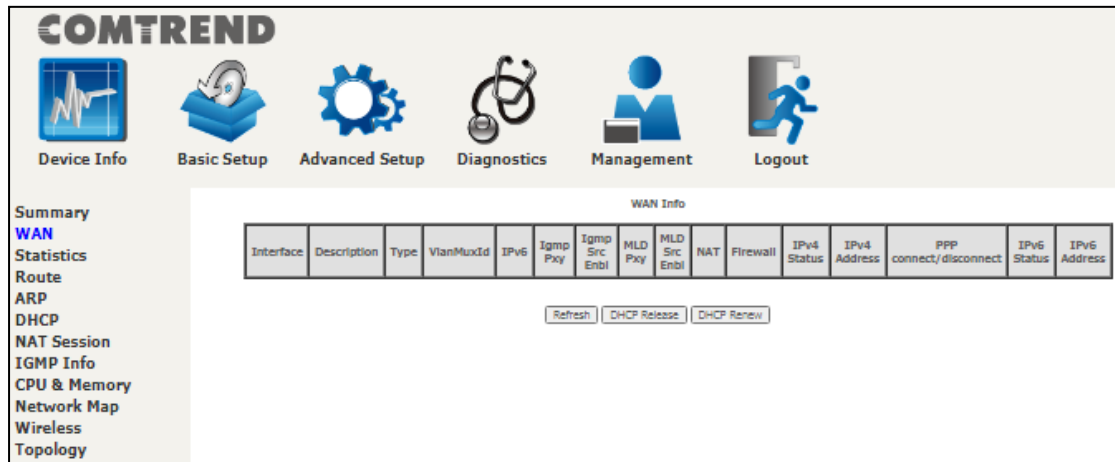 COMTREND
Device Info Basic Setup Advanced Setup Diagnostics Management Logout
Summary
WAN
Statistics
Route
ARP
DHCP
NAT Session
IGMP Info
CPU & Memory
Network Map
Wireless
Topology
WAN Info
Interface Description Type VlanMuxId IPv6 Igmp Pxy Igmp Src Enbl MLD Pxy MLD Src Enbl NAT Firewall IPv4 Status IPv4 Address PPP connect/disconnect IPv6 Status IPv6 Address
Refresh DHCP Release DHCP Renew